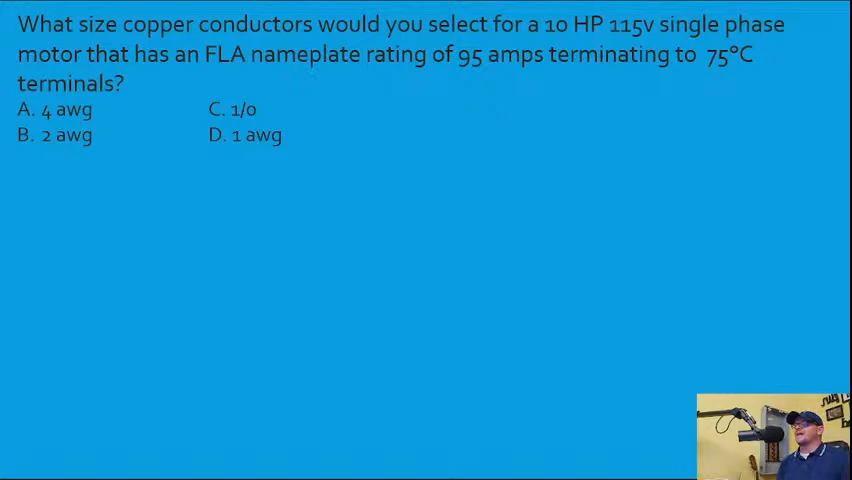 What size copper conductors would you select for a 10 HP 115v single phase
motor that has an FLA nameplate rating of 95 amps terminating to 75°C
terminals?
A. 4 awg C. 1/0
B. 2 awg D. 1 awg